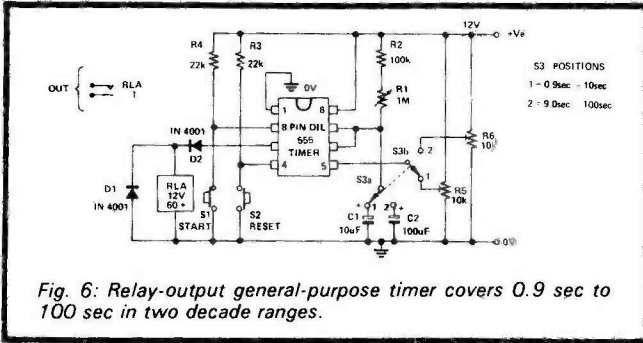 12V
+Ve
R4
22k
R3
22k
R2
100k
0V
R1
1M
S3 POSITIONS
1 - 0.9sec - 10sec
2 = 9.0sec 100sec
OUT
RLA
1
1
8
8 PIN DIL
555
TIMER
4
5
IN 4001
D2
D1
IN 4001
RLA
12V
60+
S1
START
S2
RESET
S3b
2
1
R6
10k
R5
10k
S3a
+
1
2
+
C1
10uF
C2
100uF
0V
Fig. 6: Relay-output general-purpose timer covers 0.9 sec to
100 sec in two decade ranges.